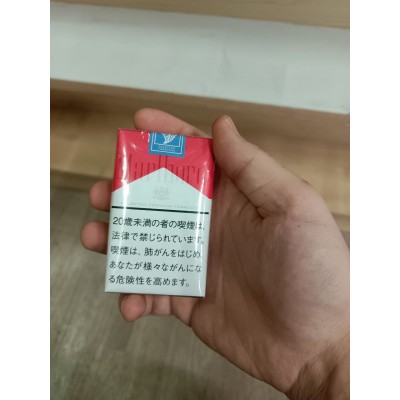 Marlboro
20歳未満の者の喫煙は、
法律で禁じられています。
喫煙は、肺がんをはじめ、
あなたが様々ながんにな
る危険性を高めます。